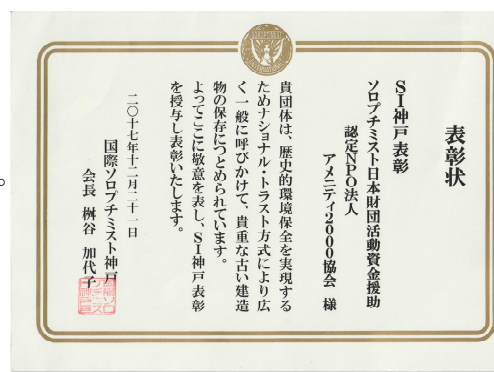 表彰状
SI神戸表彰
ソロプチミスト日本財団活動資金援助
認定NPO法人
アメニティ2000協会 様
貴団体は、歴史的環境保全を実現する
ためナショナル・トラスト方式により広
く一般に呼びかけて、貴重な古い建造
物の保存につとめられています。
よってここに敬意を表し、SI神戸表彰
を授与し表彰いたします。
二〇十七年十二月二十一日
国際ソロプチミスト神戸
会長 桝谷 加代子